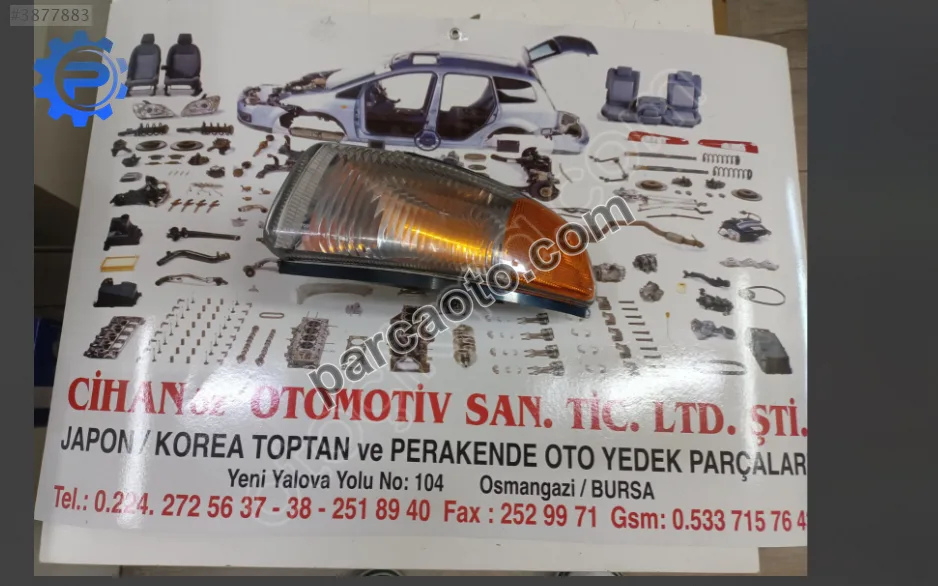 #3877883
parcaoto.com
CİHAN OTOMOTİV SAN. TİC. LTD. ŞTİ.
JAPON / KOREA TOPTAN ve PERAKENDE OTO YEDEK PARÇALAR
Yeni Yalova Yolu No: 104 Osmangazi / BURSA
Tel.: 0.224. 272 56 37 - 38 - 251 89 40 Fax : 252 99 71 Gsm: 0.533 715 76 4